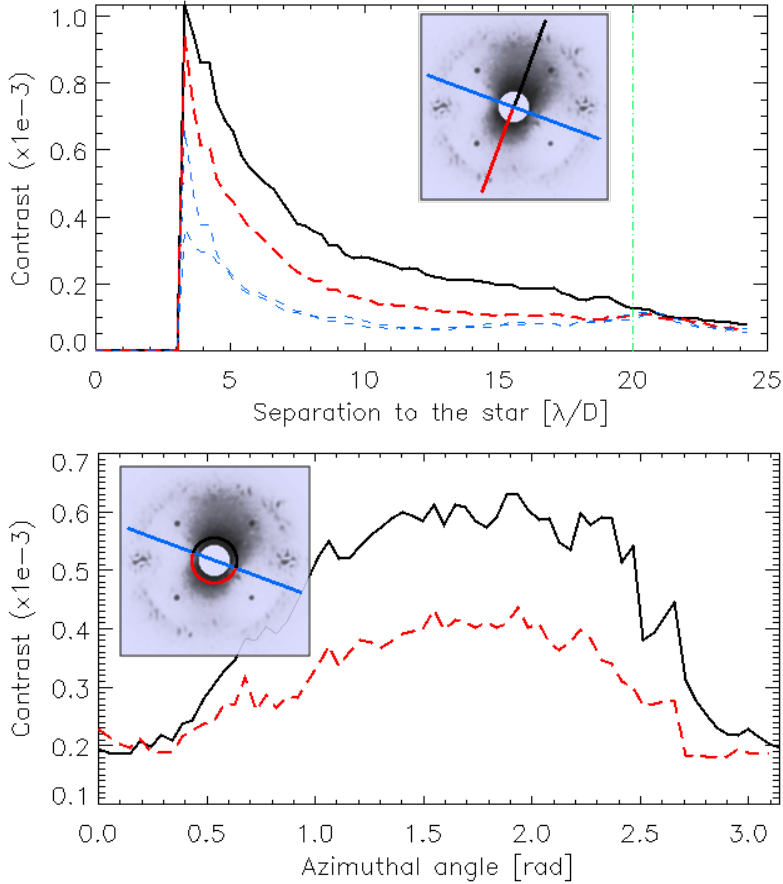 1.0
0.8
0.6
0.4
0.2
0.0
Contrast (x1e-3)
0 5 10 15 20 25
Separation to the star [λ/D]
0.7
0.6
0.5
0.4
0.3
0.2
0.1
Contrast (x1e-3)
0.0 0.5 1.0 1.5 2.0 2.5 3.0
Azimuthal angle [rad]